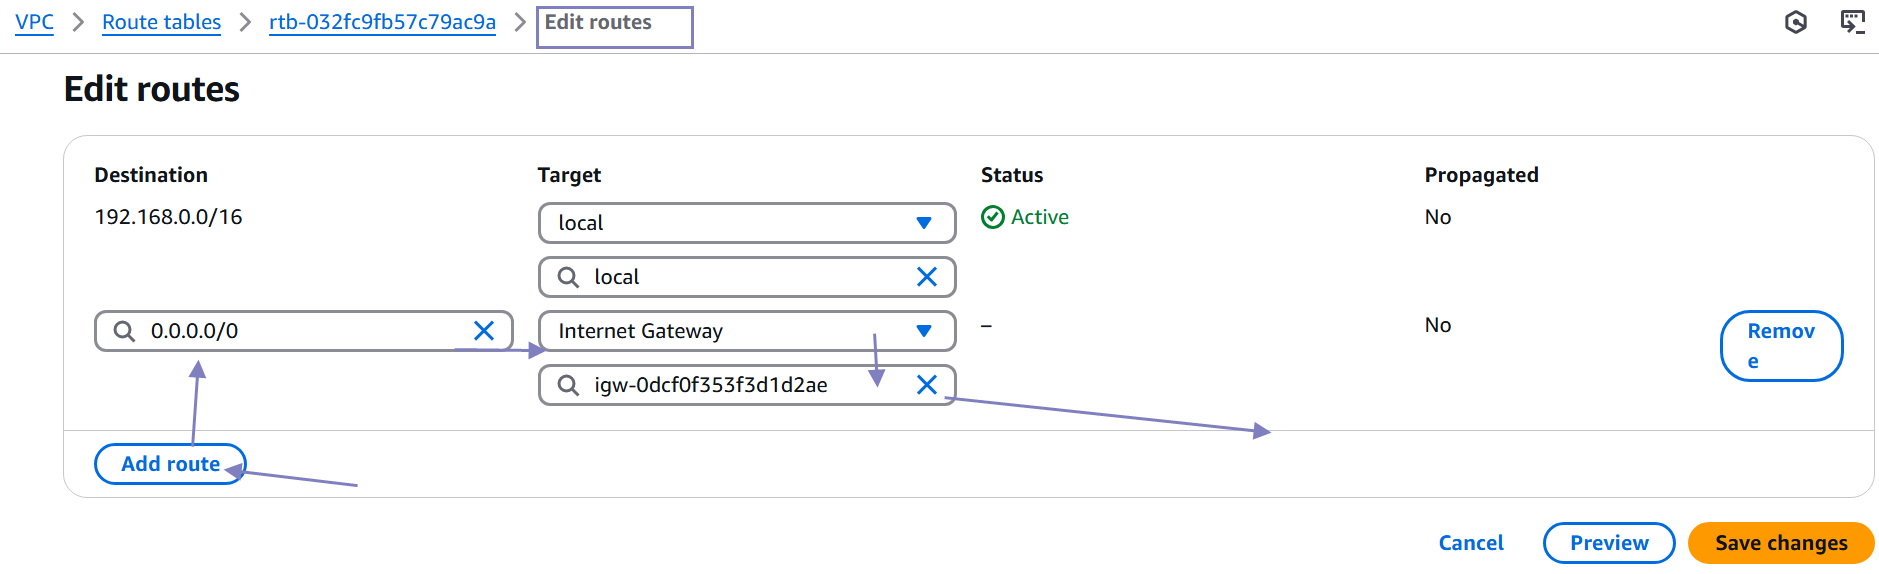 VPC > Route tables > rtb-032fc9fb57c79ac9a > Edit routes
Edit routes
Destination Target Status Propagated
192.168.0.0/16 local Active No
local
0.0.0.0/0 Internet Gateway – No Remov
e
igw-0dcf0f353f3d1d2ae
Add route
Cancel Preview Save changes